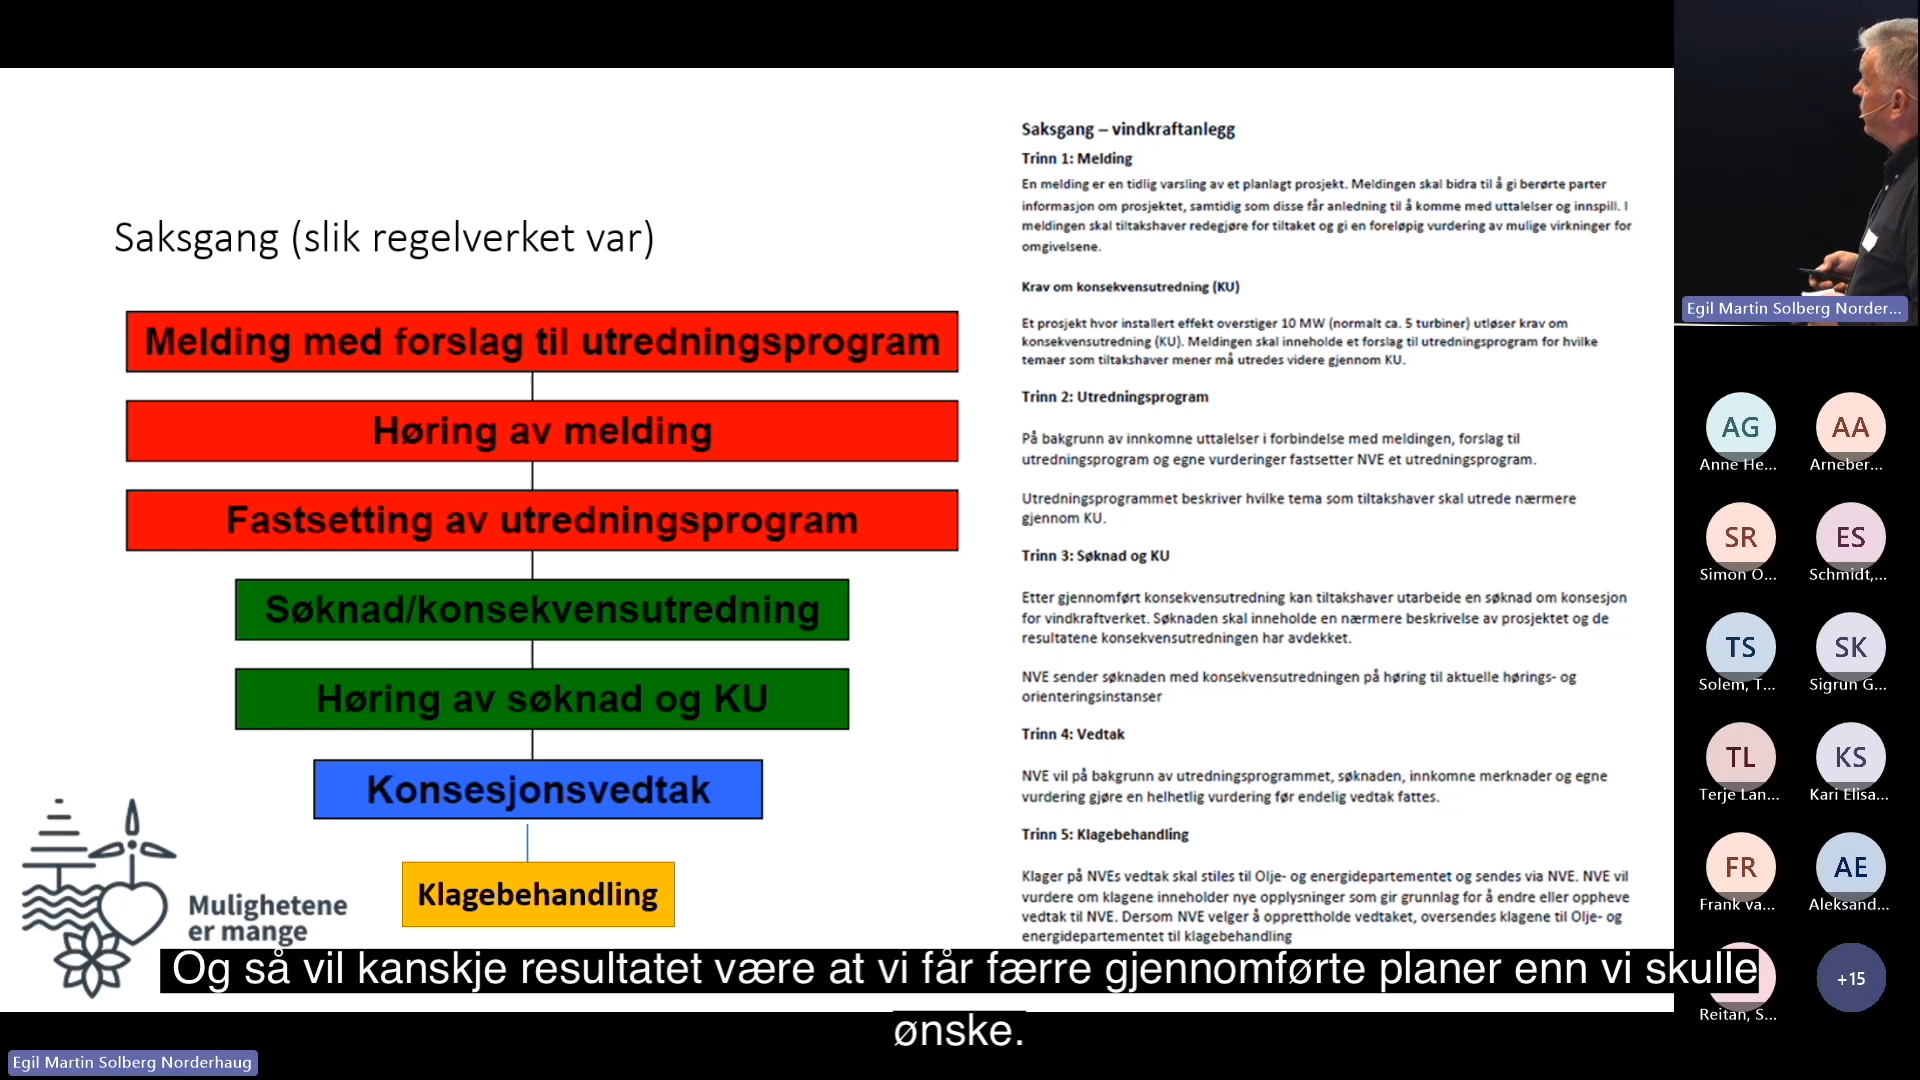 Saksgang (slik regelverket var)
Melding med forslag til utredningsprogram
Høring av melding
Fastsetting av utredningsprogram
Søknad/konsekvensutredning
Høring av søknad og KU
Konsesjonsvedtak
Klagebehandling
Mulighetene
er mange
Saksgang – vindkraftanlegg
Trinn 1: Melding
En melding er en tidlig varsling av et planlagt prosjekt. Meldingen skal bidra til å gi berørte parter
informasjon om prosjektet, samtidig som disse får anledning til å komme med uttalelser og innspill. I
meldingen skal tiltakshaver redegjøre for tiltaket og gi en foreløpig vurdering av mulige virkninger for
omgivelsene.
Krav om konsekvensutredning (KU)
Et prosjekt hvor installert effekt overstiger 10 MW (normalt ca. 5 turbiner) utløser krav om
konsekvensutredning (KU). Meldingen skal inneholde et forslag til utredningsprogram for hvilke
temaer som tiltakshaver mener må utredes videre gjennom KU.
Trinn 2: Utredningsprogram
På bakgrunn av innkomne uttalelser i forbindelse med meldingen, forslag til
utredningsprogram og egne vurderinger fastsetter NVE et utredningsprogram.
Utredningsprogrammet beskriver hvilke tema som tiltakshaver skal utrede nærmere
gjennom KU.
Trinn 3: Søknad og KU
Etter gjennomført konsekvensutredning kan tiltakshaver utarbeide en søknad om konsesjon
for vindkraftverket. Søknaden skal inneholde en nærmere beskrivelse av prosjektet og de
resultatene konsekvensutredningen har avdekket.
NVE sender søknaden med konsekvensutredningen på høring til aktuelle hørings- og
orienteringsinstanser
Trinn 4: Vedtak
NVE vil på bakgrunn av utredningsprogrammet, søknaden, innkomne merknader og egne
vurdering gjøre en helhetlig vurdering før endelig vedtak fattes.
Trinn 5: Klagebehandling
Klager på NVEs vedtak skal stiles til Olje- og energidepartementet og sendes via NVE. NVE vil
vurdere om klagene inneholder nye opplysninger som gir grunnlag for å endre eller oppheve
vedtak til NVE. Dersom NVE velger å opprettholde vedtaket, oversendes klagene til Olje- og
energidepartementet til klagebehandling
Og så vil kanskje resultatet være at vi får færre gjennomførte planer enn vi skulle
ønske.
Egil Martin Solberg Norderhaug
Egil Martin Solberg Norder...
AG
Anne He...
AA
Arneber...
SR
Simon O...
ES
Schmidt,...
TS
Solem, T...
SK
Sigrun G...
TL
Terje Lan...
KS
Kari Elisa...
FR
Frank va...
AE
Aleksand...
Reitan, S...
+15